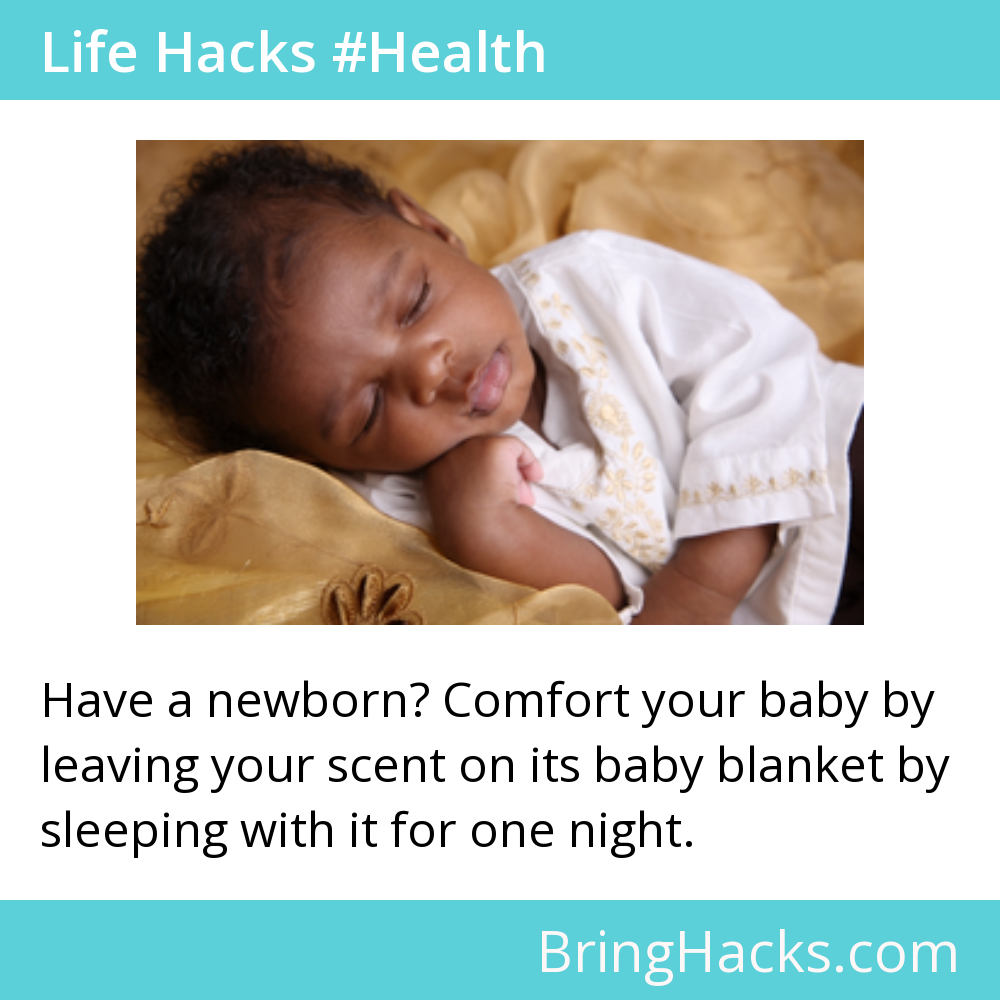 Life Hacks #Health
Have a newborn? Comfort your baby by
leaving your scent on its baby blanket by
sleeping with it for one night.
BringHacks.com